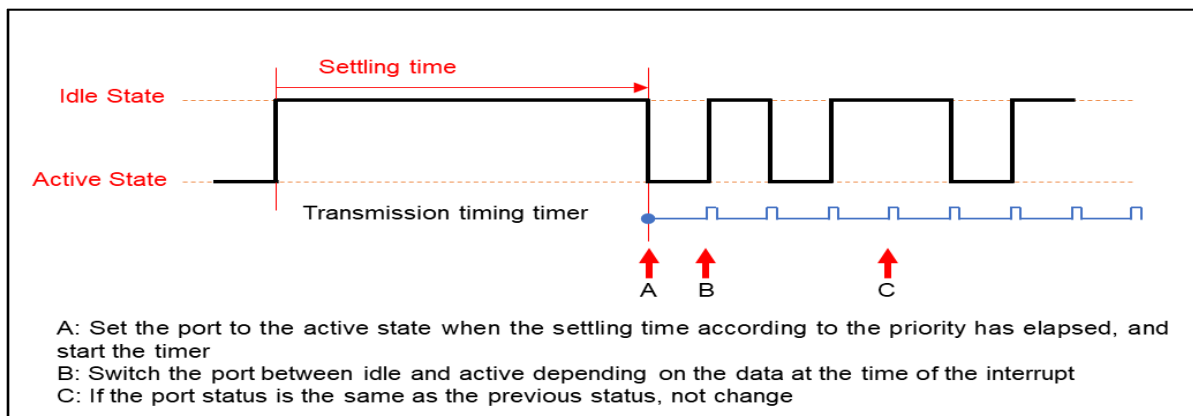 Settling time
Idle State
Active State
Transmission timing timer
A
B
C
A: Set the port to the active state when the settling time according to the priority has elapsed, and
start the timer
B: Switch the port between idle and active depending on the data at the time of the interrupt
C: If the port status is the same as the previous status, not change